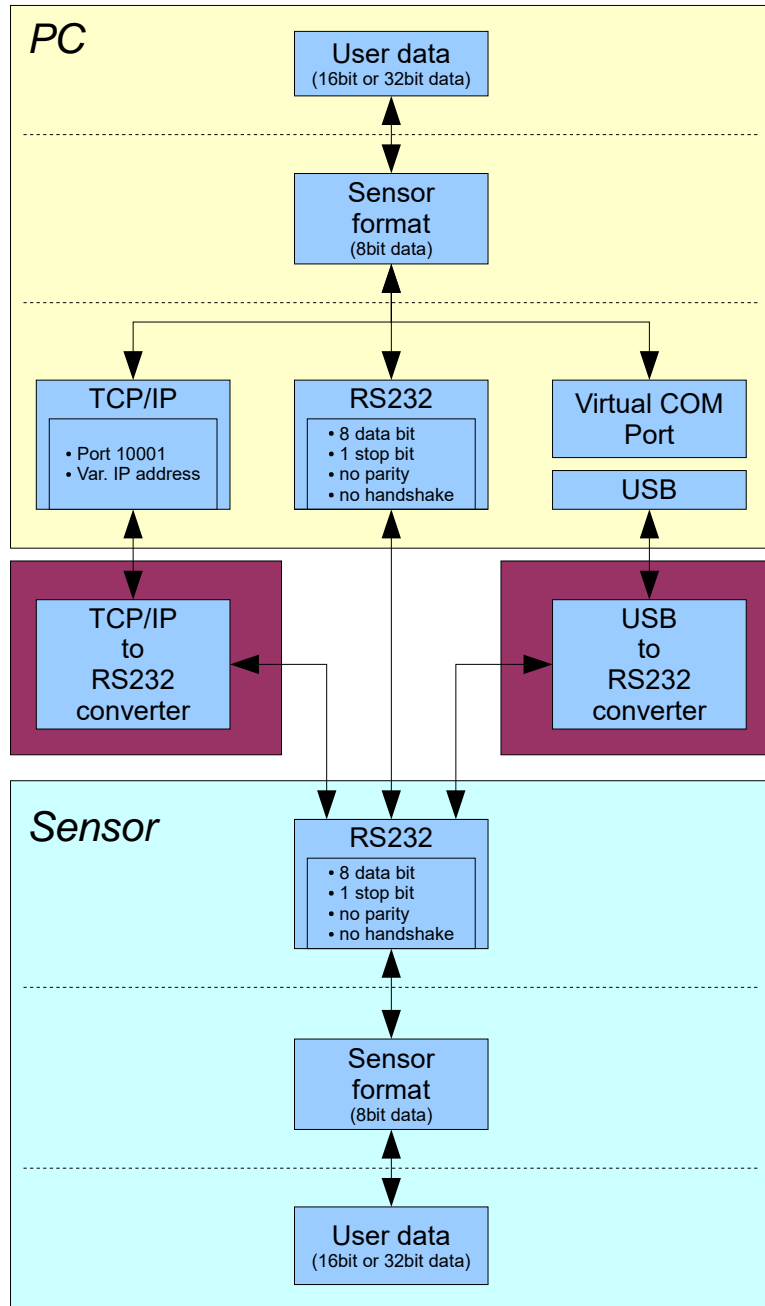 PC
User data
(16bit or 32bit data)
Sensor
format
(8bit data)
TCP/IP
• Port 10001
• Var. IP address
RS232
• 8 data bit
• 1 stop bit
• no parity
• no handshake
Virtual COM
Port
USB
TCP/IP
to
RS232
converter
USB
to
RS232
converter
Sensor
RS232
• 8 data bit
• 1 stop bit
• no parity
• no handshake
Sensor
format
(8bit data)
User data
(16bit or 32bit data)